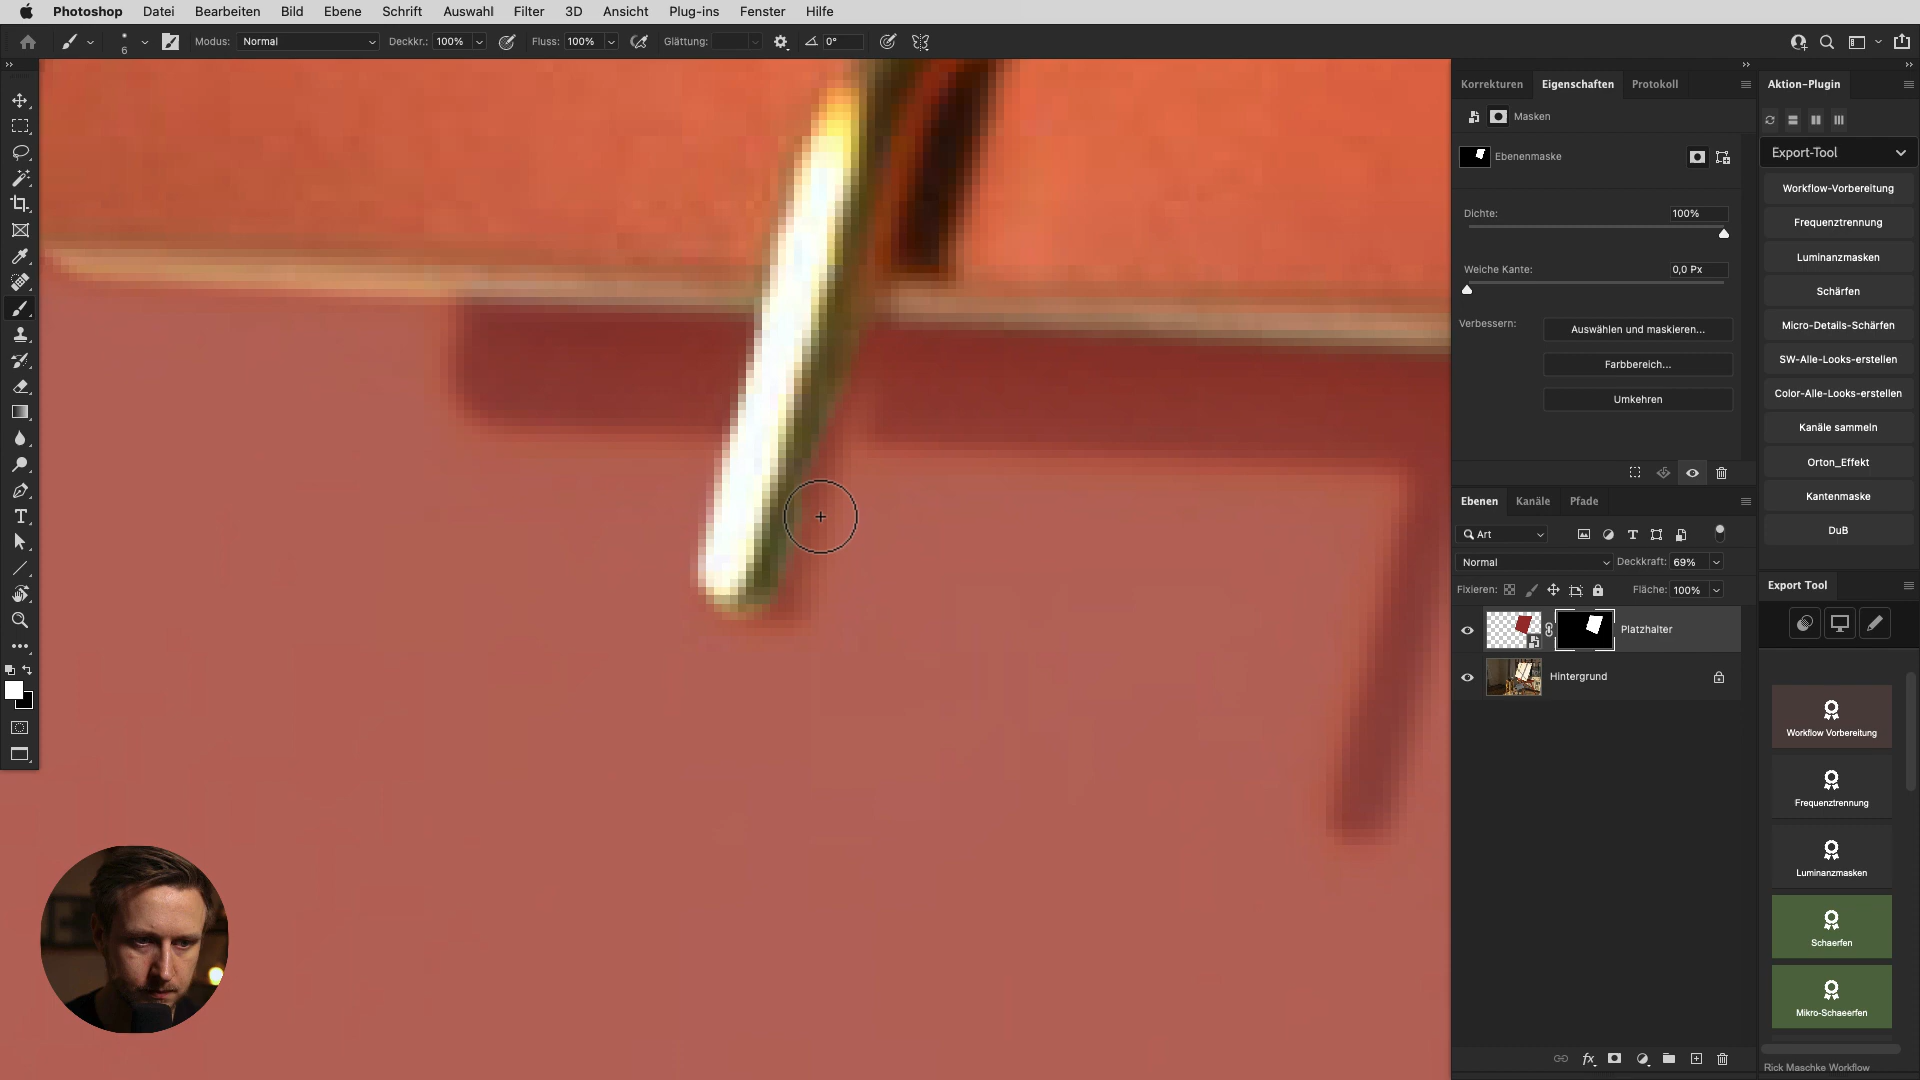 Photoshop Datei Bearbeiten Bild Ebene Schrift Auswahl Filter 3D Ansicht Plug-ins Fenster Hilfe
6 Modus: Normal Deckkr.: 100% Fluss: 100% Glättung: 0°
Korrekturen Eigenschaften Protokoll
Masken
Ebenenmaske
Dichte: 100%
Weiche Kante: 0,0 Px
Verbessern: Auswählen und maskieren...
Farbbereich...
Umkehren
Ebenen Kanäle Pfade
Art
Normal Deckkraft: 69%
Fixieren: Fläche: 100%
Platzhalter
Hintergrund
fx
Aktion-Plugin
Export-Tool
Workflow-Vorbereitung
Frequenztrennung
Luminanzmasken
Schärfen
Micro-Details-Schärfen
SW-Alle-Looks-erstellen
Color-Alle-Looks-erstellen
Kanäle sammeln
Orton_Effekt
Kantenmaske
DuB
Export Tool
Workflow Vorbereitung
Frequenztrennung
Luminanzmasken
Schaerfen
Mikro-Schaeerfen
Rick Maschke Workflow